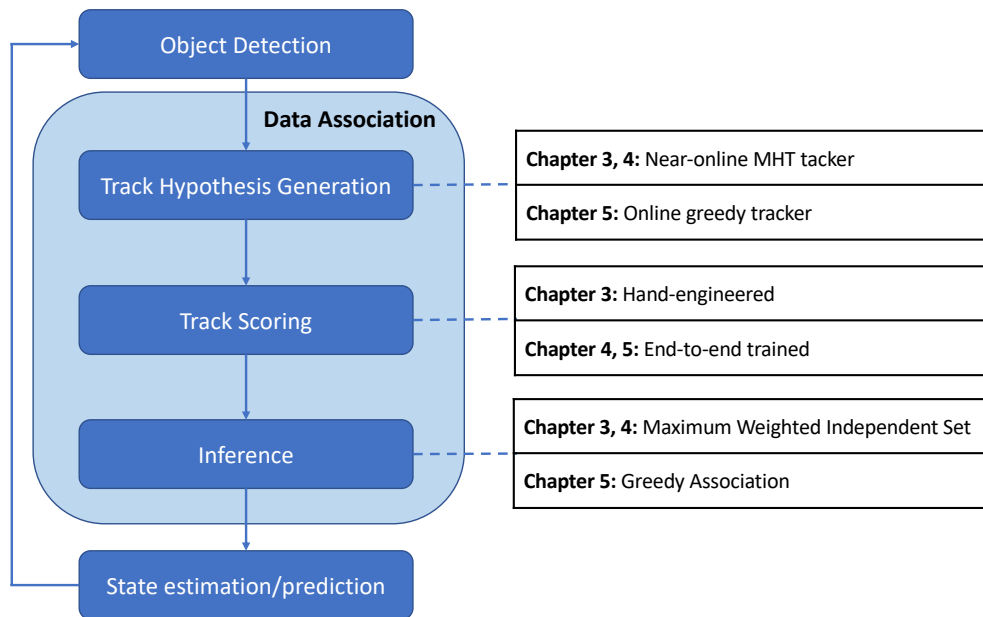 Object Detection
Data Association
Track Hypothesis Generation
Chapter 3, 4: Near-online MHT tacker
Chapter 5: Online greedy tracker
Track Scoring
Chapter 3: Hand-engineered
Chapter 4, 5: End-to-end trained
Inference
Chapter 3, 4: Maximum Weighted Independent Set
Chapter 5: Greedy Association
State estimation/prediction